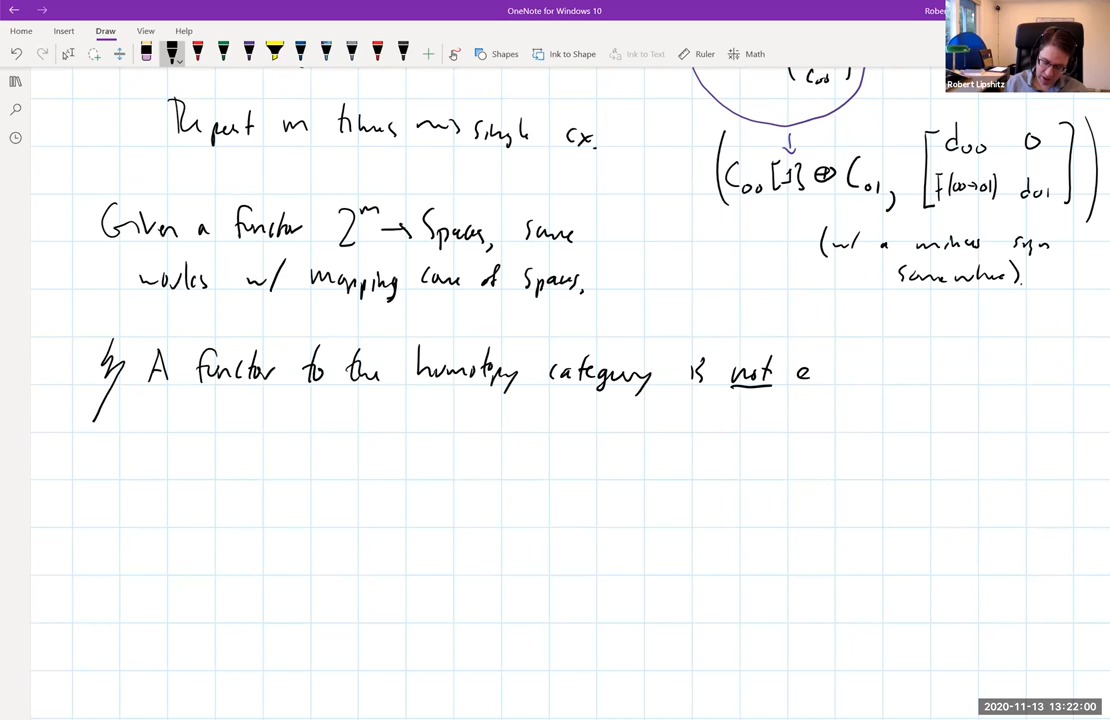 OneNote for Windows 10
Rober
Home Insert Draw View Help
Shapes Ink to Shape Ink to Text Ruler Math
Robert Lipshitz
C00
Repeat m times ~> single cx.
(C00[1] ⊕ C01, [d00 0
F(00→01) d01])
(w/ a minus sign
somewhere).
Given a functor 2^m → Spaces, same
works w/ mapping cone of spaces.
A functor to the homotopy category is not e
2020-11-13 13:22:00